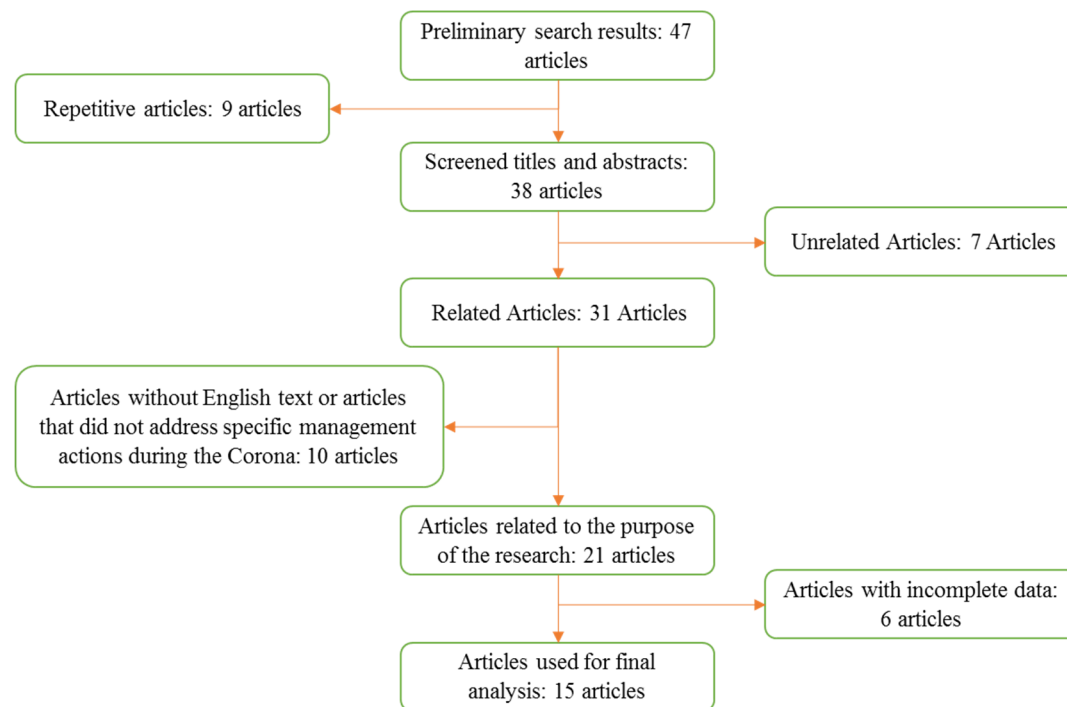 Preliminary search results: 47
articles
Repetitive articles: 9 articles
Screened titles and abstracts:
38 articles
Unrelated Articles: 7 Articles
Related Articles: 31 Articles
Articles without English text or articles
that did not address specific management
actions during the Corona: 10 articles
Articles related to the purpose
of the research: 21 articles
Articles with incomplete data:
6 articles
Articles used for final
analysis: 15 articles